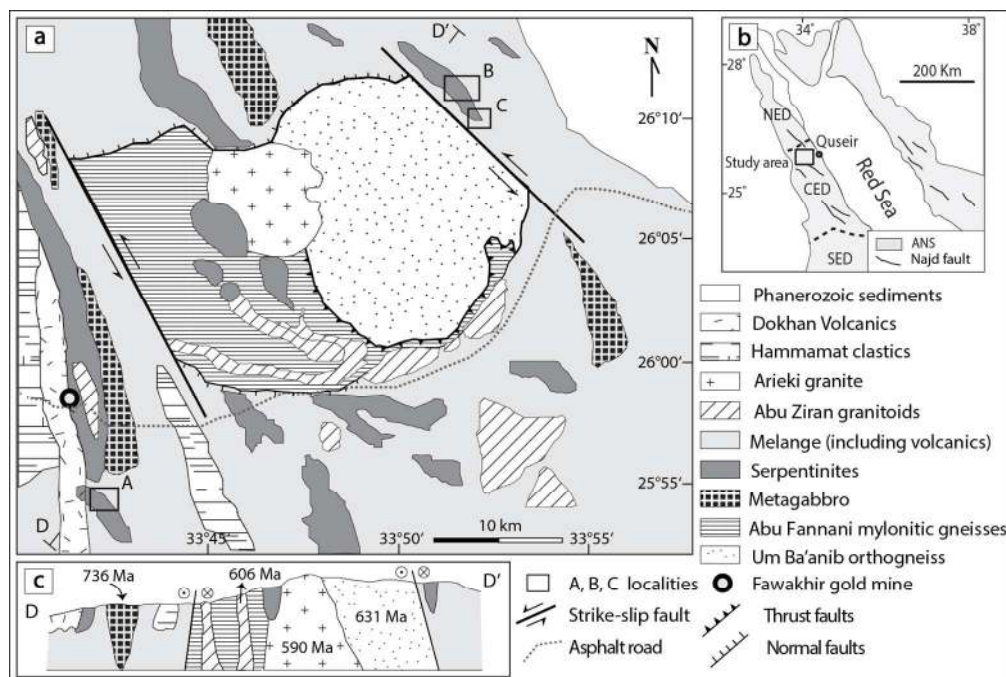 a
D'
B
C
N
26°10'
26°05'
26°00'
25°55'
A
D
10 km
33°45'
33°50'
33°55'
b
34°
38°
28°
200 Km
NED
Quseir
Study area
25°
CED
Red Sea
SED
ANS
Najd fault
Phanerozoic sediments
Dokhan Volcanics
Hammamat clastics
Arieki granite
Abu Ziran granitoids
Melange (including volcanics)
Serpentinites
Metagabbro
Abu Fannani mylonitic gneisses
Um Ba'anib orthogneiss
c
736 Ma
606 Ma
D'
D
631 Ma
590 Ma
A, B, C localities
Fawakhir gold mine
Strike-slip fault
Thrust faults
Asphalt road
Normal faults